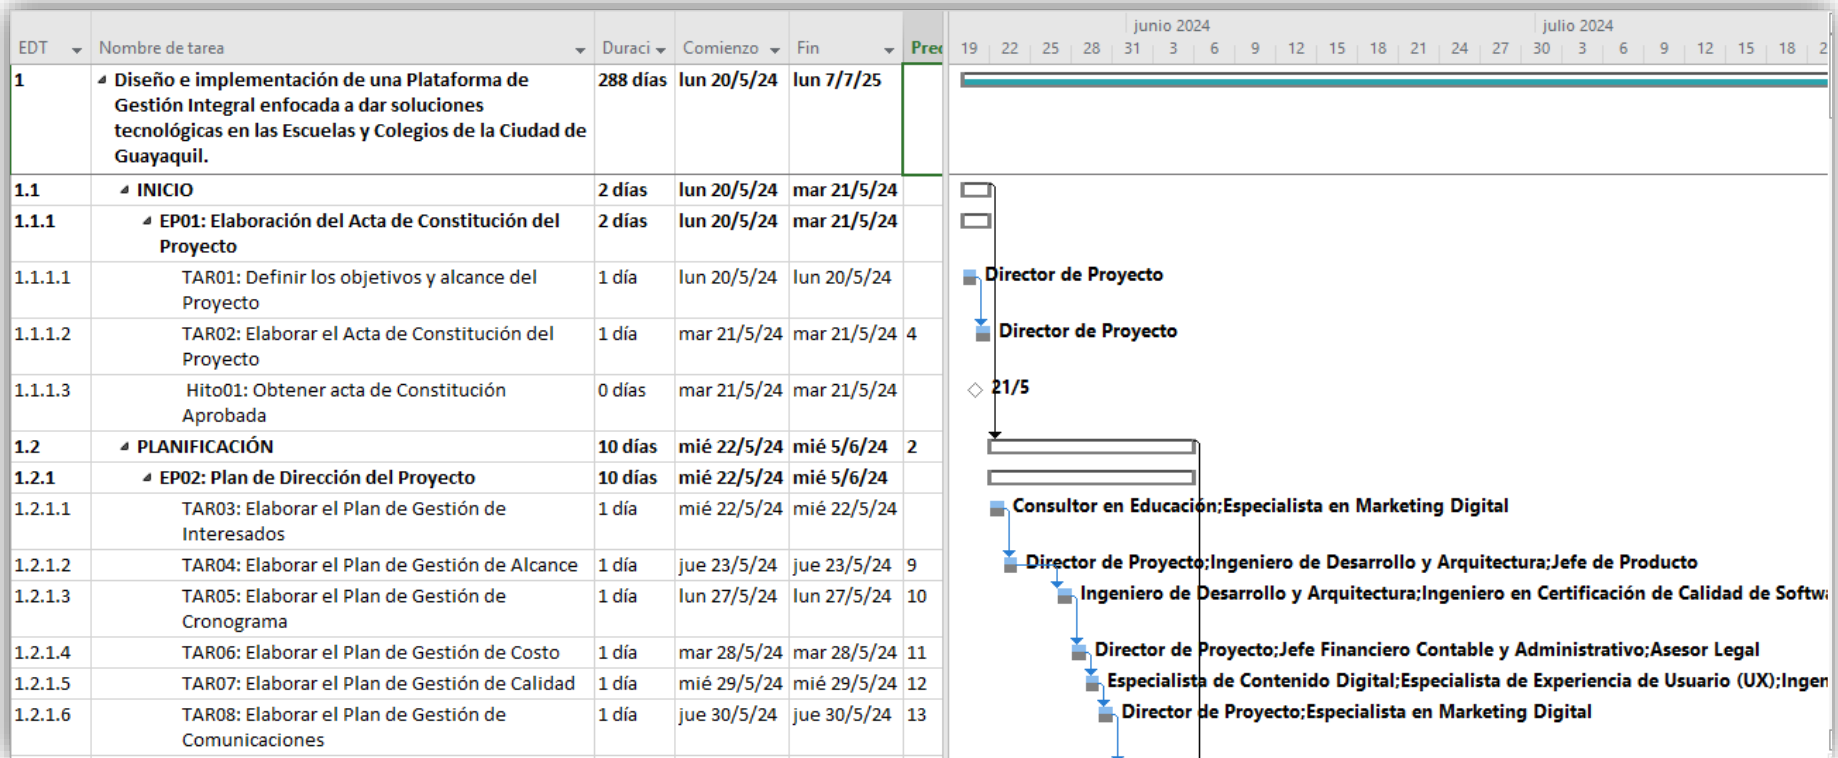 junio 2024 julio 2024
EDT Nombre de tarea Duraci Comienzo Fin Pred 19 22 25 28 31 3 6 9 12 15 18 21 24 27 30 3 6 9 12 15 18 2
1 Diseño e implementación de una Plataforma de 288 días lun 20/5/24 lun 7/7/25
Gestión Integral enfocada a dar soluciones
tecnológicas en las Escuelas y Colegios de la Ciudad de
Guayaquil.
1.1 INICIO 2 días lun 20/5/24 mar 21/5/24
1.1.1 EP01: Elaboración del Acta de Constitución del 2 días lun 20/5/24 mar 21/5/24
Proyecto
1.1.1.1 TAR01: Definir los objetivos y alcance del 1 día lun 20/5/24 lun 20/5/24 Director de Proyecto
Proyecto
1.1.1.2 TAR02: Elaborar el Acta de Constitución del 1 día mar 21/5/24 mar 21/5/24 4 Director de Proyecto
Proyecto
1.1.1.3 Hito01: Obtener acta de Constitución 0 días mar 21/5/24 mar 21/5/24 21/5
Aprobada
1.2 PLANIFICACIÓN 10 días mié 22/5/24 mié 5/6/24 2
1.2.1 EP02: Plan de Dirección del Proyecto 10 días mié 22/5/24 mié 5/6/24
1.2.1.1 TAR03: Elaborar el Plan de Gestión de 1 día mié 22/5/24 mié 22/5/24 Consultor en Educación;Especialista en Marketing Digital
Interesados
1.2.1.2 TAR04: Elaborar el Plan de Gestión de Alcance 1 día jue 23/5/24 jue 23/5/24 9 Director de Proyecto;Ingeniero de Desarrollo y Arquitectura;Jefe de Producto
1.2.1.3 TAR05: Elaborar el Plan de Gestión de 1 día lun 27/5/24 lun 27/5/24 10 Ingeniero de Desarrollo y Arquitectura;Ingeniero en Certificación de Calidad de Softwa
Cronograma
1.2.1.4 TAR06: Elaborar el Plan de Gestión de Costo 1 día mar 28/5/24 mar 28/5/24 11 Director de Proyecto;Jefe Financiero Contable y Administrativo;Asesor Legal
1.2.1.5 TAR07: Elaborar el Plan de Gestión de Calidad 1 día mié 29/5/24 mié 29/5/24 12 Especialista de Contenido Digital;Especialista de Experiencia de Usuario (UX);Ingen
1.2.1.6 TAR08: Elaborar el Plan de Gestión de 1 día jue 30/5/24 jue 30/5/24 13 Director de Proyecto;Especialista en Marketing Digital
Comunicaciones